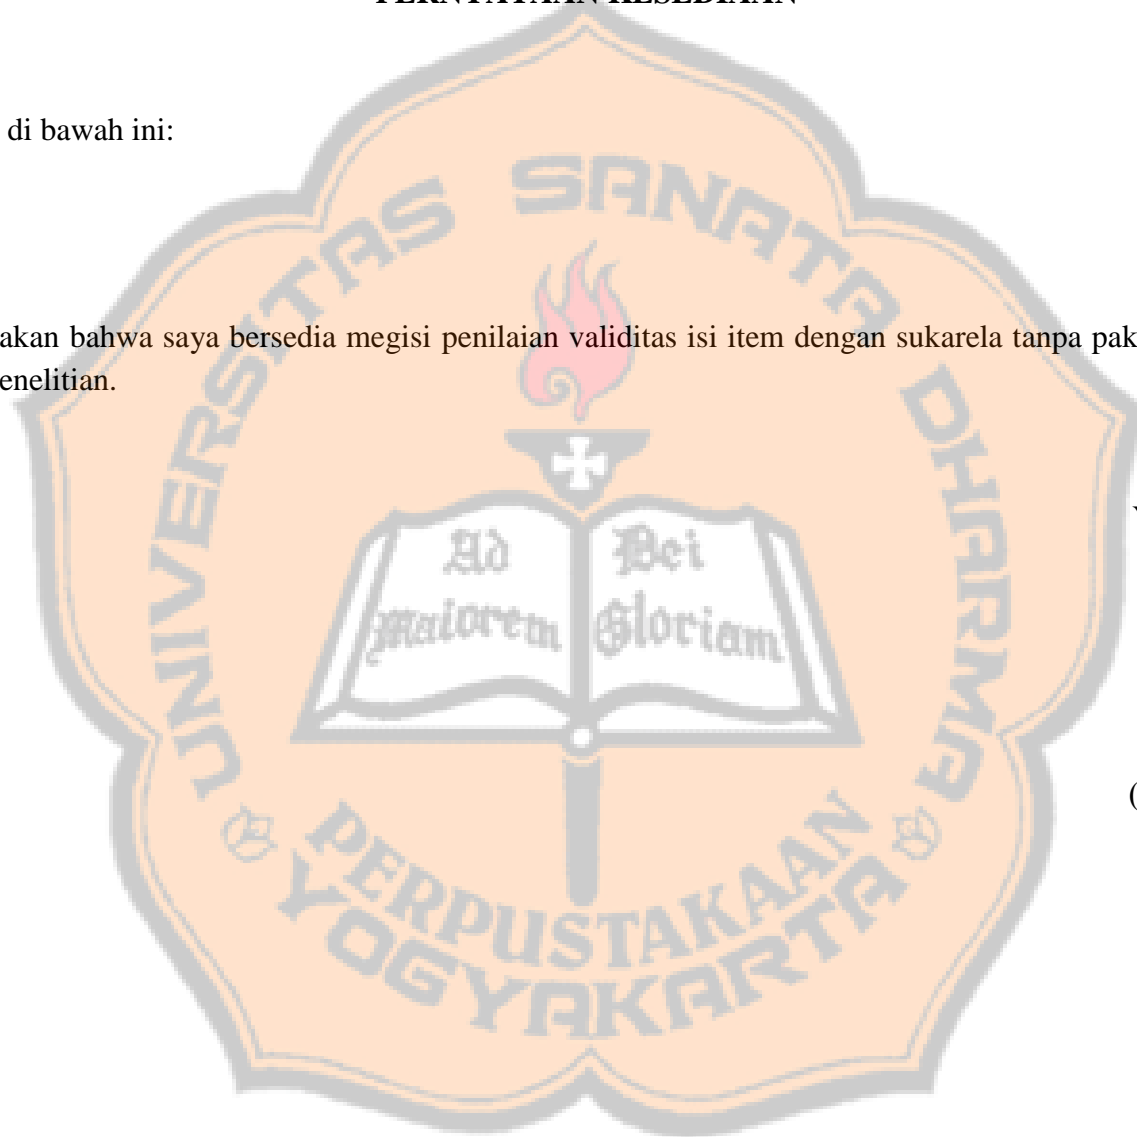 PERNYATAAN KESEDIAAN
di bawah ini:
akan bahwa saya bersedia megisi penilaian validitas isi item dengan sukarela tanpa pak
enelitian.
(
UNIVERSITAS SANATA DHARMA
Ad Dei
maiorem Gloriam
PERPUSTAKAAN
YOGYAKARTA